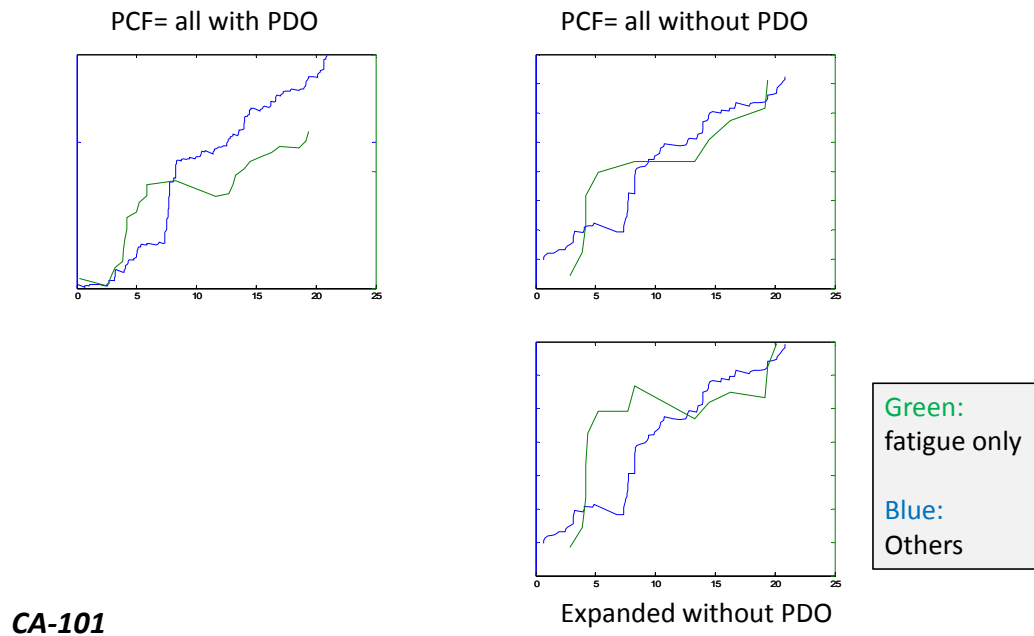 PCF= all with PDO
PCF= all without PDO
0 5 10 15 20 25
0 5 10 15 20 25
0 5 10 15 20 25
Green:
fatigue only
Blue:
Others
Expanded without PDO
CA-101